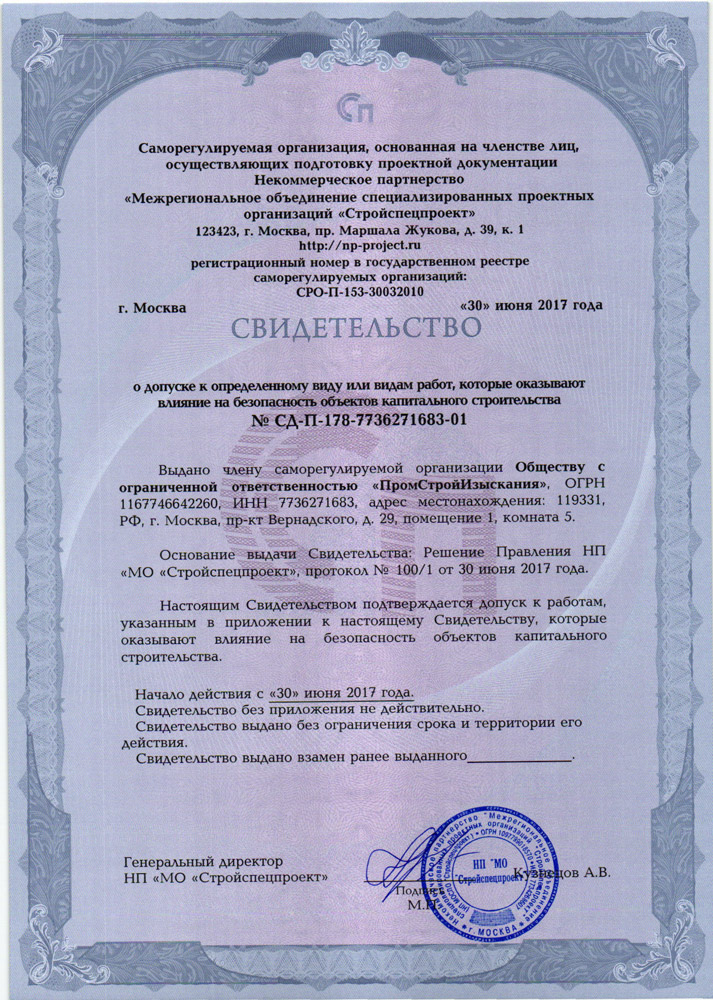 СП
Саморегулируемая организация, основанная на членстве лиц,
осуществляющих подготовку проектной документации
Некоммерческое партнерство
«Межрегиональное объединение специализированных проектных
организаций «Стройспецпроект»
123423, г. Москва, пр. Маршала Жукова, д. 39, к. 1
http://np-project.ru
регистрационный номер в государственном реестре
саморегулируемых организаций:
СРО-П-153-30032010
г. Москва «30» июня 2017 года
СВИДЕТЕЛЬСТВО
о допуске к определенному виду или видам работ, которые оказывают
влияние на безопасность объектов капитального строительства
№ СД-П-178-7736271683-01
Выдано члену саморегулируемой организации Обществу с
ограниченной ответственностью «ПромСтройИзыскания», ОГРН
1167746642260, ИНН 7736271683, адрес местонахождения: 119331,
РФ, г. Москва, пр-кт Вернадского, д. 29, помещение 1, комната 5.
Основание выдачи Свидетельства: Решение Правления НП
«МО «Стройспецпроект», протокол № 100/1 от 30 июня 2017 года.
Настоящим Свидетельством подтверждается допуск к работам,
указанным в приложении к настоящему Свидетельству, которые
оказывают влияние на безопасность объектов капитального
строительства.
Начало действия с «30» июня 2017 года.
Свидетельство без приложения не действительно.
Свидетельство выдано без ограничения срока и территории его
действия.
Свидетельство выдано взамен ранее выданного______________.
Генеральный директор
НП «МО «Стройспецпроект» Кузнецов А.В.
Подпись
М.П.
Некоммерческое партнерство "Межрегиональное объединение
специализированных проектных организаций "Стройспецпроект"
НП "МО
"Стройспецпроект"
* г. МОСКВА *